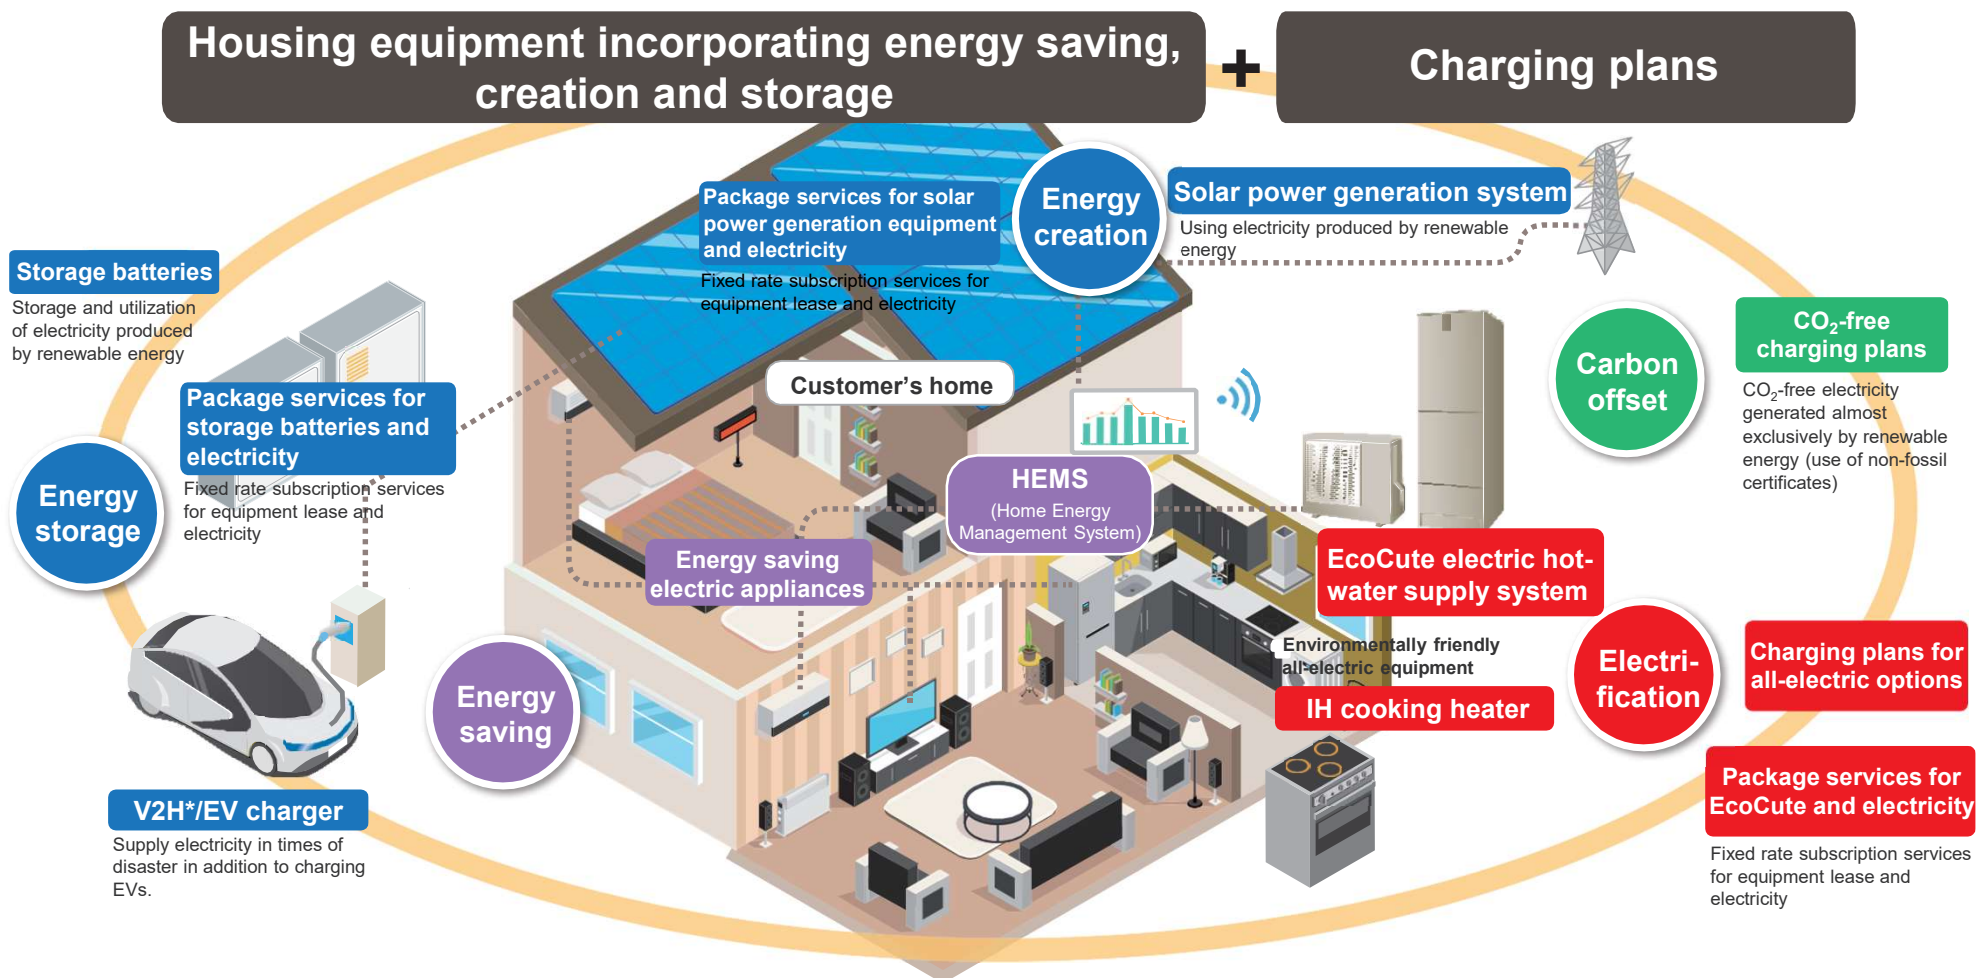 Housing equipment incorporating energy saving,
creation and storage
+
Charging plans
Package services for solar
power generation equipment
and electricity
Fixed rate subscription services for
equipment lease and electricity
Energy
creation
Solar power generation system
Using electricity produced by renewable
energy
Storage batteries
Storage and utilization
of electricity produced
by renewable energy
Package services for
storage batteries and
electricity
Fixed rate subscription services
for equipment lease and
electricity
Energy
storage
Customer's home
HEMS
(Home Energy
Management System)
Energy saving
electric appliances
Carbon
offset
CO₂-free
charging plans
CO₂-free electricity
generated almost
exclusively by renewable
energy (use of non-fossil
certificates)
EcoCute electric hot-
water supply system
Environmentally friendly
all-electric equipment
IH cooking heater
Electri-
fication
Charging plans for
all-electric options
Package services for
EcoCute and electricity
Fixed rate subscription services
for equipment lease and
electricity
Energy
saving
V2H*/EV charger
Supply electricity in times of
disaster in addition to charging
EVs.